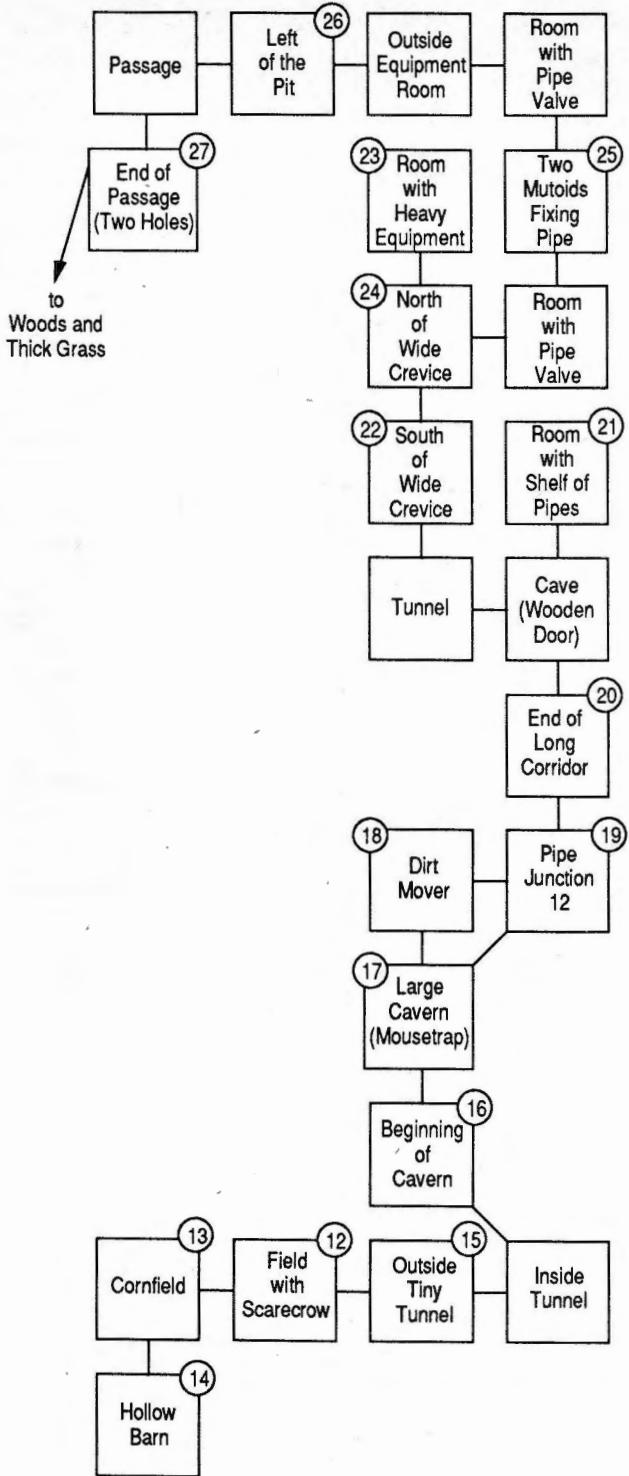 26
Passage
Left
of the
Pit
Outside
Equipment
Room
Room
with
Pipe
Valve
27
End of
Passage
(Two Holes)
23
Room
with
Heavy
Equipment
25
Two
Mutoids
Fixing
Pipe
to
Woods and
Thick Grass
24
North
of
Wide
Crevice
Room
with
Pipe
Valve
22
South
of
Wide
Crevice
21
Room
with
Shelf of
Pipes
Tunnel
Cave
(Wooden
Door)
20
End of
Long
Corridor
18
Dirt
Mover
19
Pipe
Junction
12
17
Large
Cavern
(Mousetrap)
16
Beginning
of
Cavern
13
Cornfield
12
Field
with
Scarecrow
15
Outside
Tiny
Tunnel
Inside
Tunnel
14
Hollow
Barn